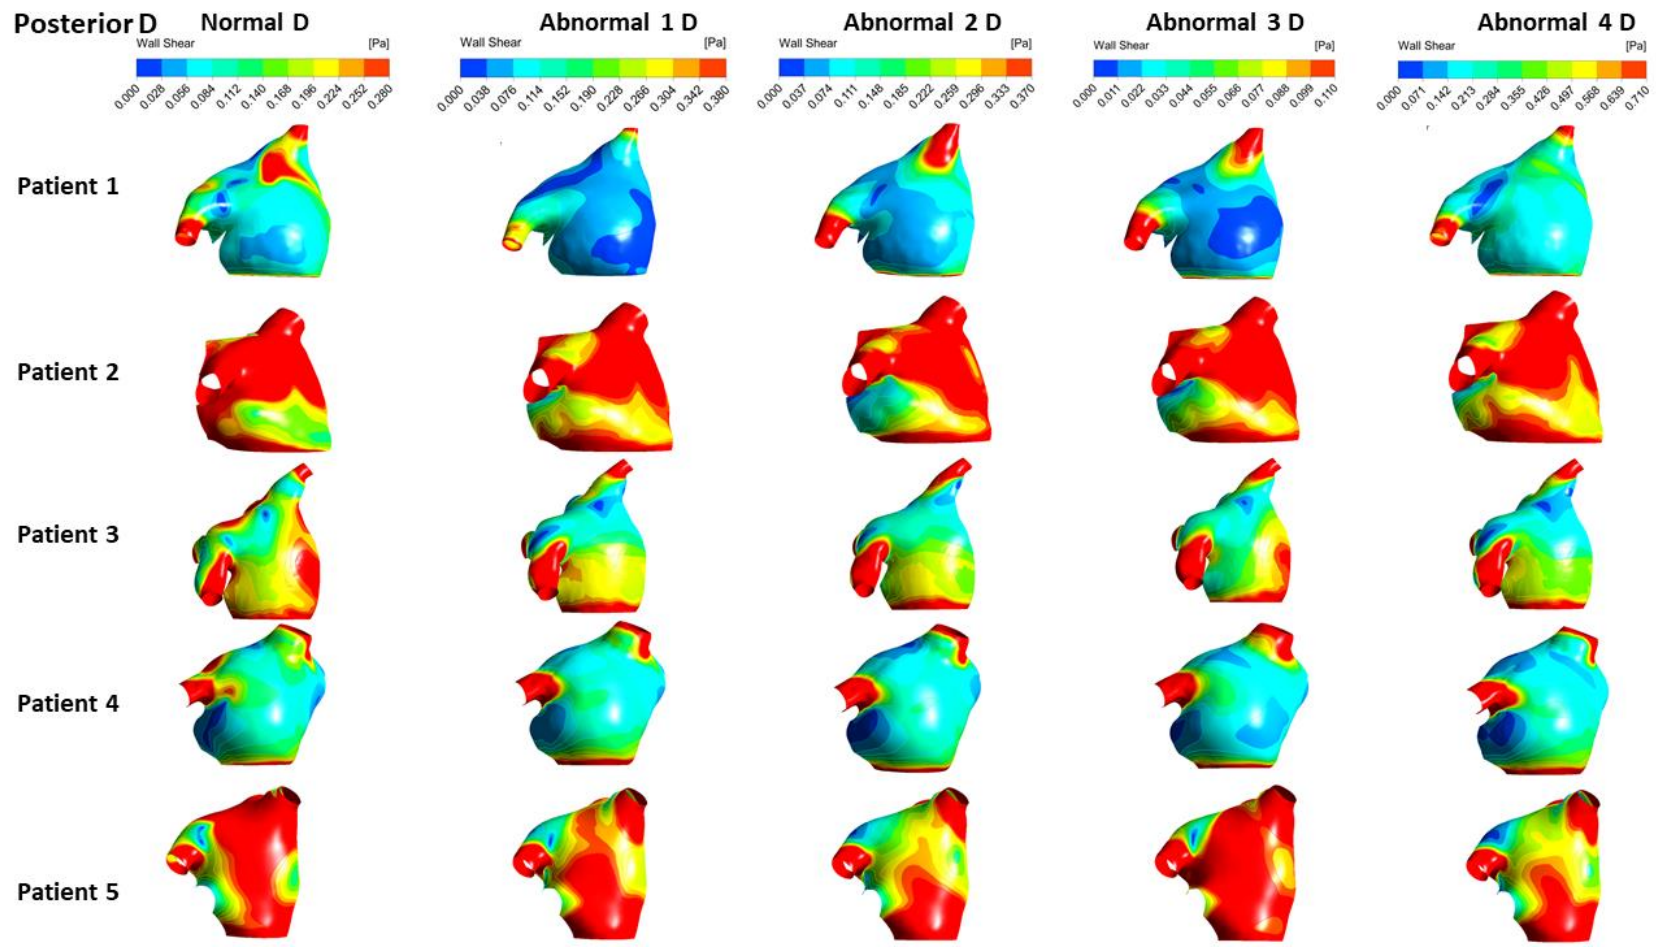 Posterior D
Normal D
Abnormal 1 D
Abnormal 2 D
Abnormal 3 D
Abnormal 4 D
Wall Shear [Pa]
0.000 0.028 0.056 0.084 0.112 0.140 0.168 0.196 0.224 0.252 0.280
Wall Shear [Pa]
0.000 0.038 0.076 0.114 0.152 0.190 0.228 0.266 0.304 0.342 0.380
Wall Shear [Pa]
0.000 0.037 0.074 0.111 0.148 0.185 0.222 0.259 0.296 0.333 0.370
Wall Shear [Pa]
0.000 0.011 0.022 0.033 0.044 0.055 0.066 0.077 0.088 0.099 0.110
Wall Shear [Pa]
0.000 0.071 0.142 0.213 0.284 0.355 0.426 0.497 0.568 0.639 0.710
Patient 1
Patient 2
Patient 3
Patient 4
Patient 5